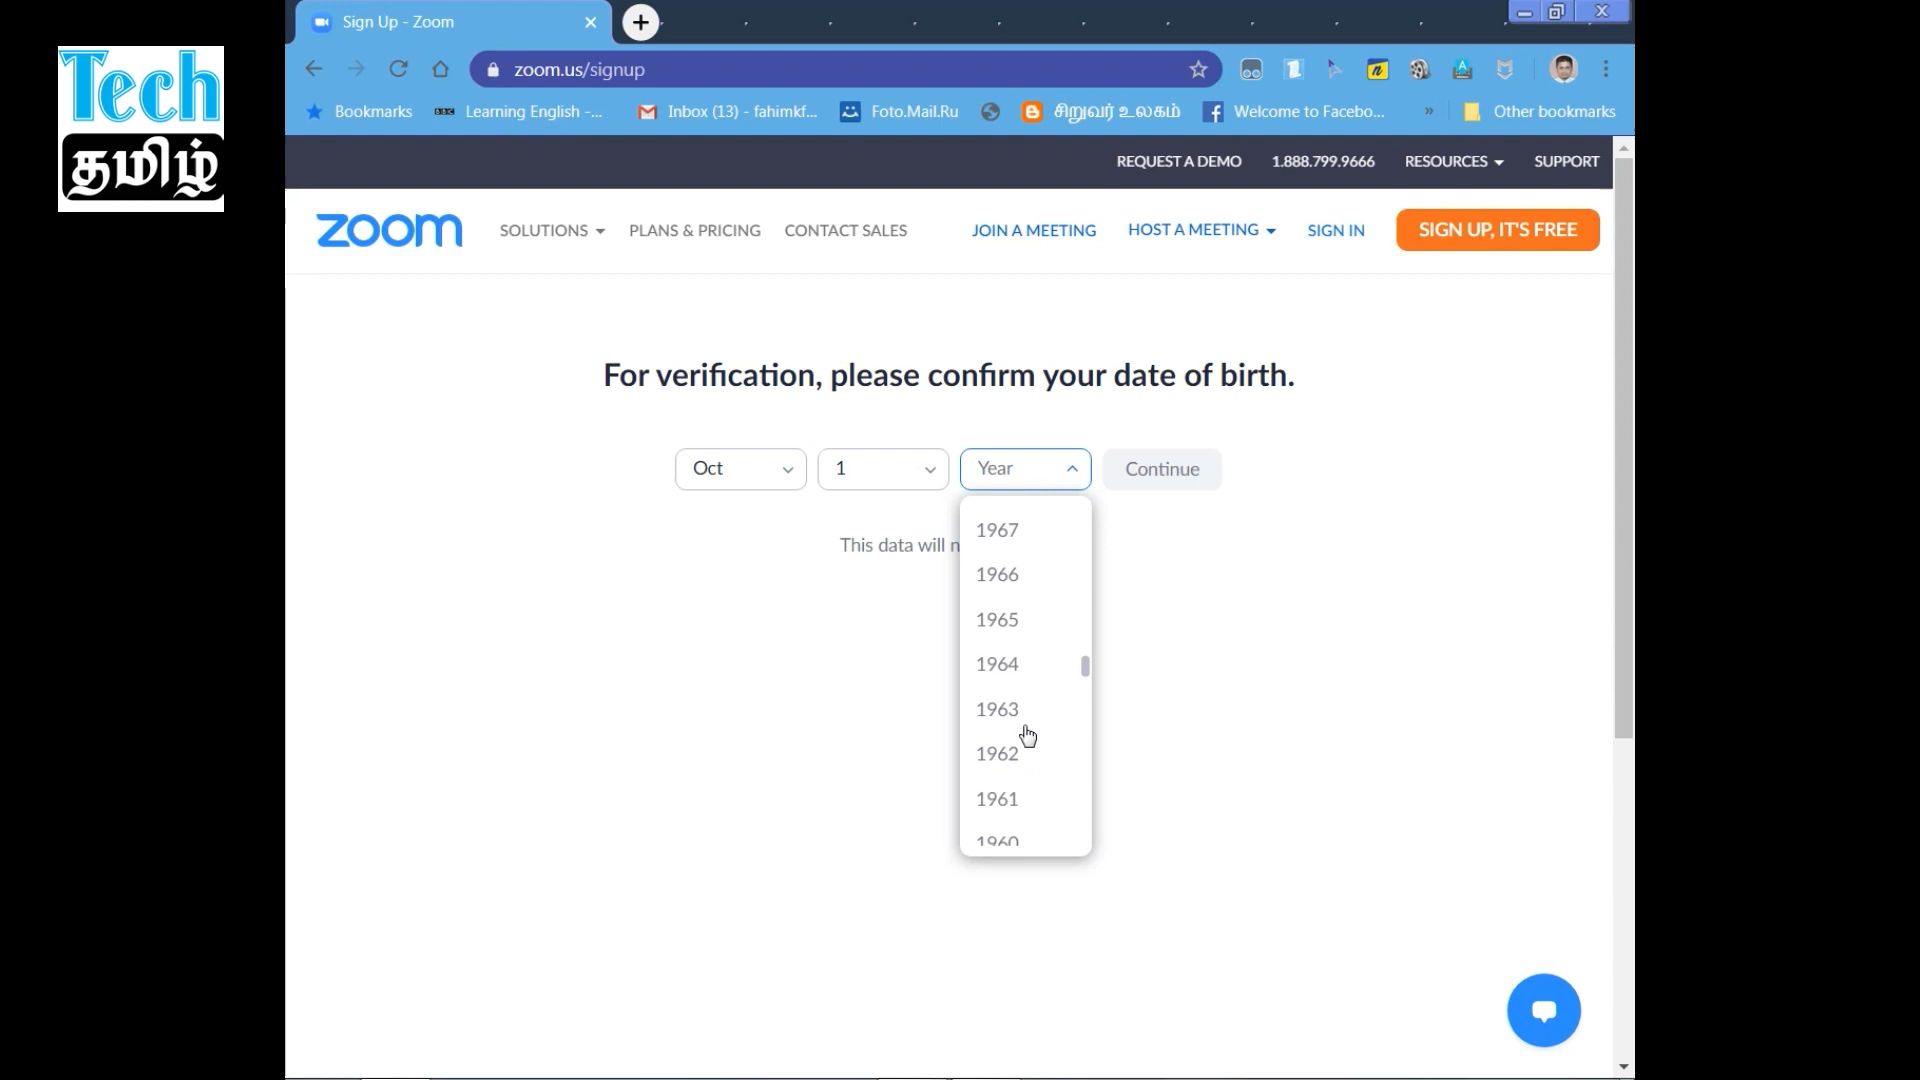 Tech
தமிழ்
Sign Up - Zoom
zoom.us/signup
Bookmarks
BBC Learning English -...
Inbox (13) - fahimkf...
Foto.Mail.Ru
சிறுவர் உலகம்
Welcome to Facebo...
»
Other bookmarks
REQUEST A DEMO
1.888.799.9666
RESOURCES
SUPPORT
zoom
SOLUTIONS
PLANS & PRICING
CONTACT SALES
JOIN A MEETING
HOST A MEETING
SIGN IN
SIGN UP, IT'S FREE
For verification, please confirm your date of birth.
Oct
1
Year
Continue
This data will n
1967
1966
1965
1964
1963
1962
1961
1960